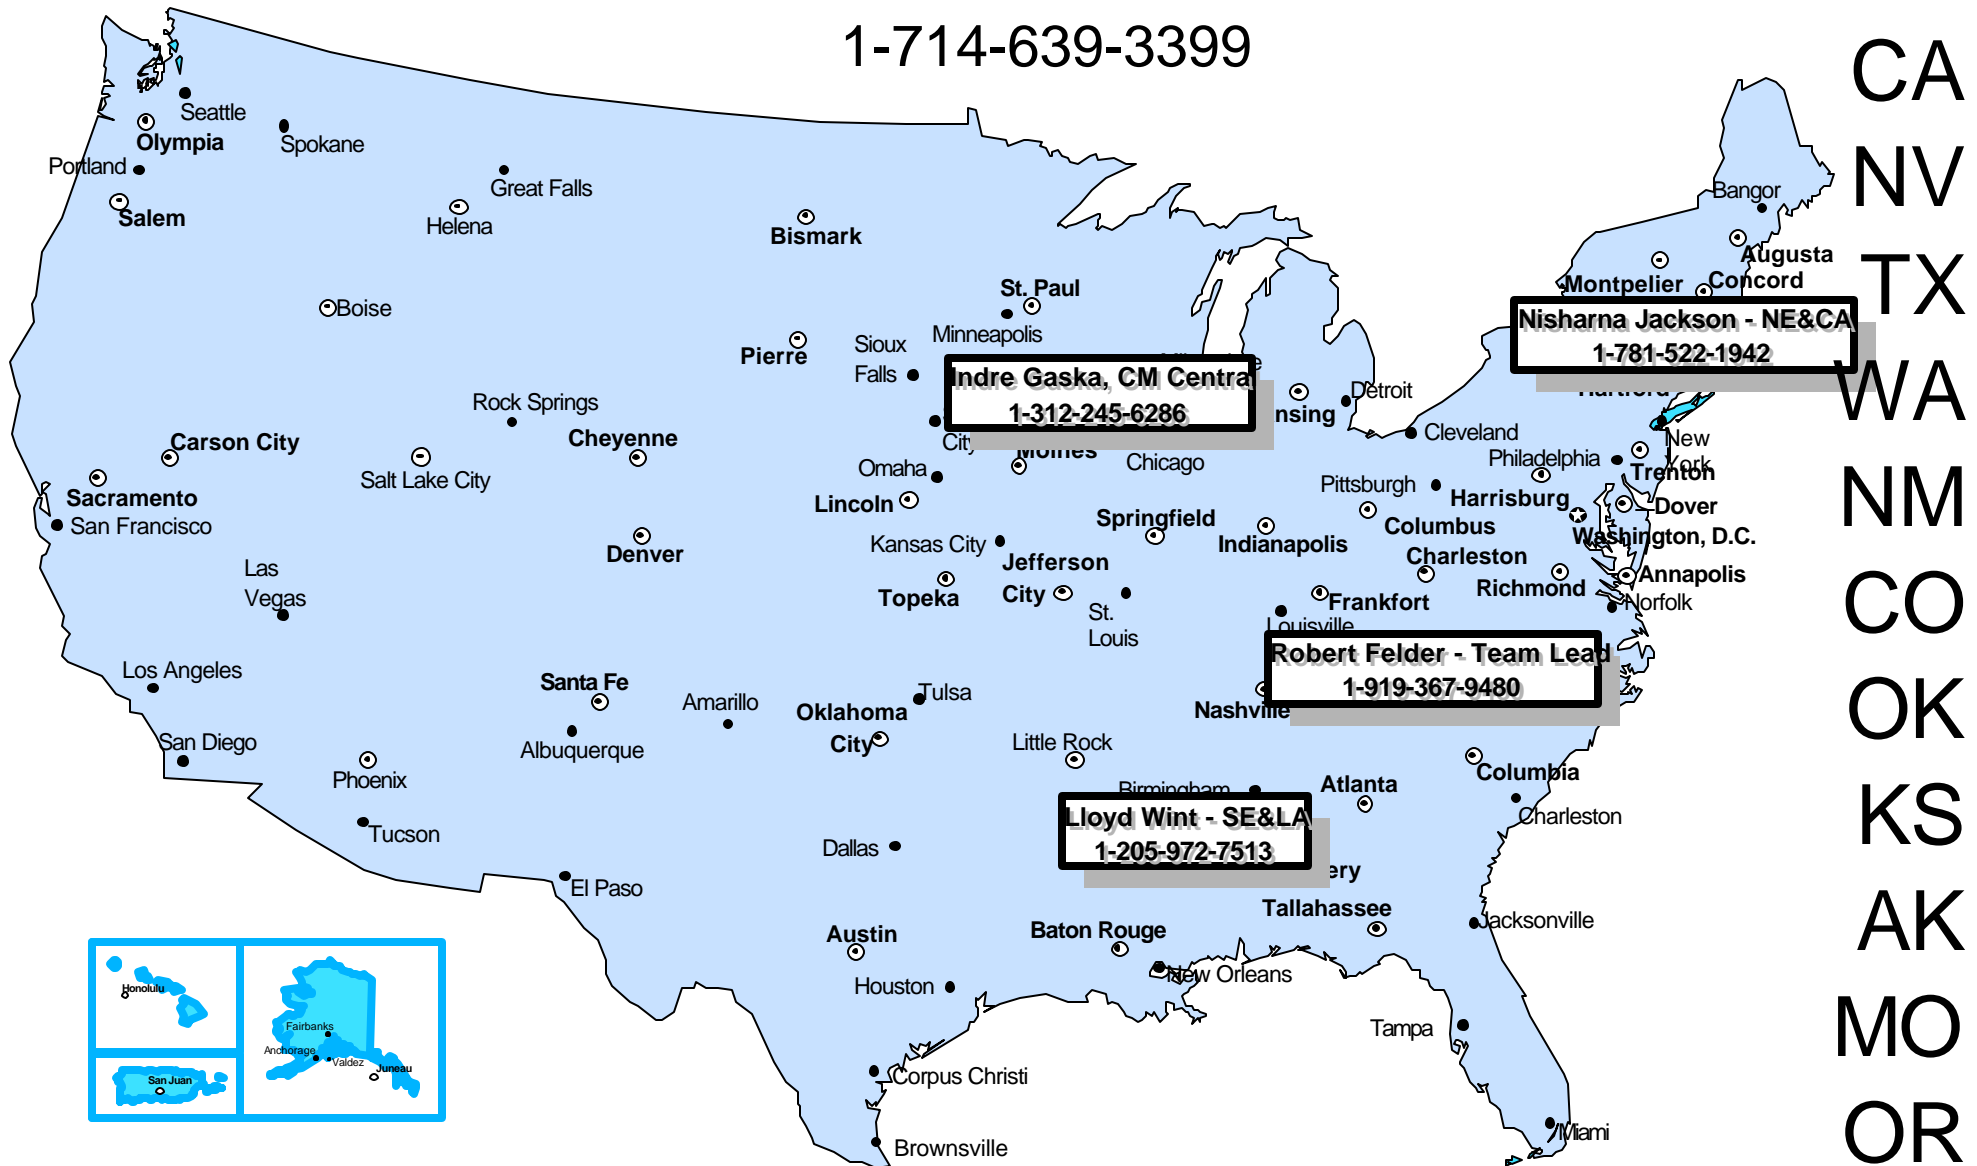 1-714-639-3399
CA
NV
TX
WA
NM
CO
OK
KS
AK
MO
OR
Seattle
Olympia
Spokane
Portland
Great Falls
Salem
Helena
Bismark
Bangor
Augusta
Montpelier
Concord
Boise
St. Paul
Minneapolis
Pierre
Sioux
Falls
Nisharna Jackson - NE&CA
1-781-522-1942
Indre Gaska, CM Centra
1-312-245-6286
nsing
Detroit
Hartford
Rock Springs
Cheyenne
Carson City
Salt Lake City
City
Moines
Chicago
Cleveland
New
York
Philadelphia
Trenton
Omaha
Lincoln
Pittsburgh
Harrisburg
Dover
Sacramento
San Francisco
Denver
Springfield
Indianapolis
Columbus
Washington, D.C.
Kansas City
Jefferson
City
Charleston
Richmond
Annapolis
Las
Vegas
Topeka
St.
Louis
Frankfort
Norfolk
Louisville
Los Angeles
Santa Fe
Amarillo
Tulsa
Oklahoma
City
Robert Felder - Team Lead
1-919-367-9480
Nashville
San Diego
Albuquerque
Phoenix
Little Rock
Columbia
Birmingham
Atlanta
Charleston
Lloyd Wint - SE&LA
1-205-972-7513
ery
Tucson
Dallas
El Paso
Tallahassee
Jacksonville
Austin
Baton Rouge
New Orleans
Houston
Tampa
Corpus Christi
Miami
Brownsville
Honolulu
Fairbanks
Anchorage
Valdez
Juneau
San Juan